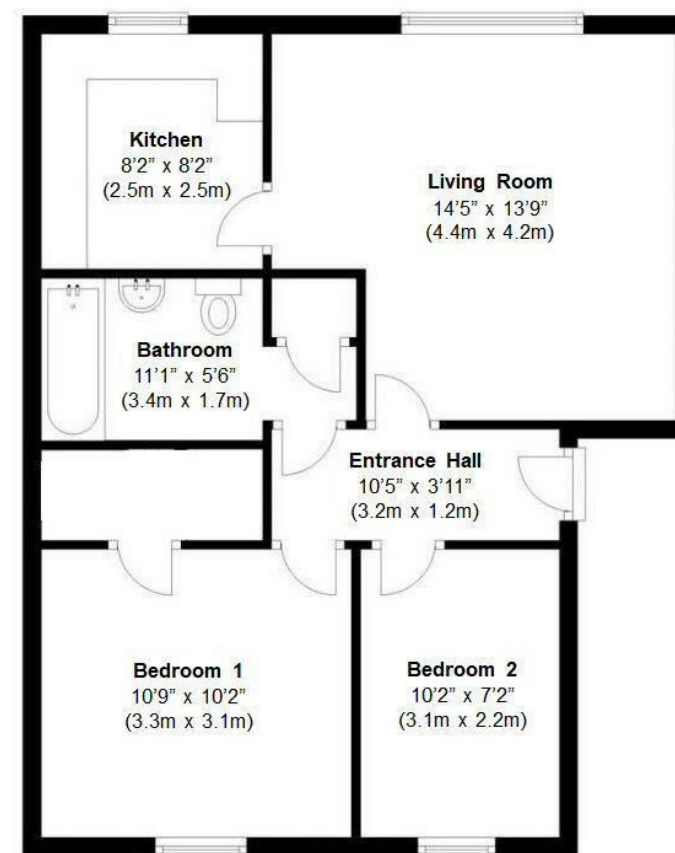 Kitchen
8’2” x 8’2”
(2.5m x 2.5m)
Living Room
14’5” x 13’9”
(4.4m x 4.2m)
Bathroom
11’1” x 5’6”
(3.4m x 1.7m)
Entrance Hall
10’5” x 3’11”
(3.2m x 1.2m)
Bedroom 1
10’9” x 10’2”
(3.3m x 3.1m)
Bedroom 2
10’2” x 7’2”
(3.1m x 2.2m)